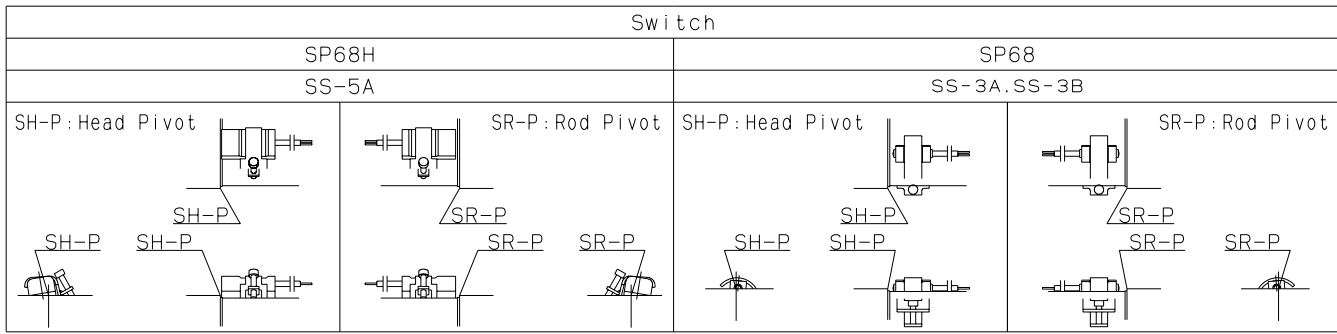 Switch
SP68H
SP68
SS-5A
SS-3A.SS-3B
SH-P:Head Pivot
SR-P:Rod Pivot
SH-P:Head Pivot
SR-P:Rod Pivot
SH-P
SR-P
SH-P
SR-P
SH-P
SH-P
SR-P
SR-P
SH-P
SH-P
SR-P
SR-P